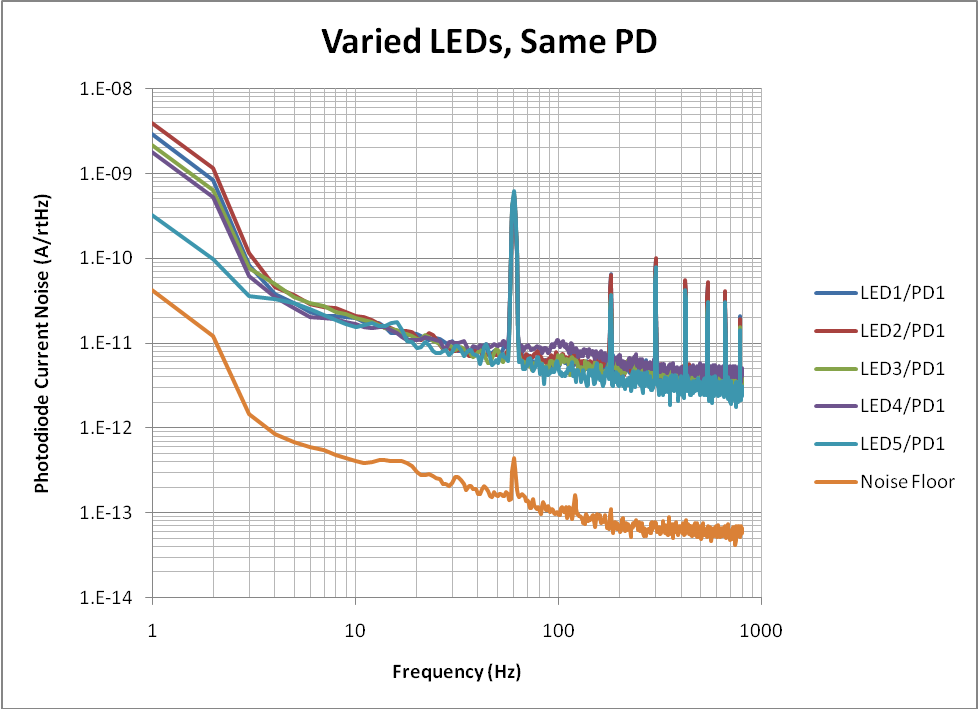 Varied LEDs, Same PD
Photodiode Current Noise (A/rtHz)
1.E-08
1.E-09
1.E-10
1.E-11
1.E-12
1.E-13
1.E-14
1
10
100
1000
Frequency (Hz)
LED1/PD1
LED2/PD1
LED3/PD1
LED4/PD1
LED5/PD1
Noise Floor